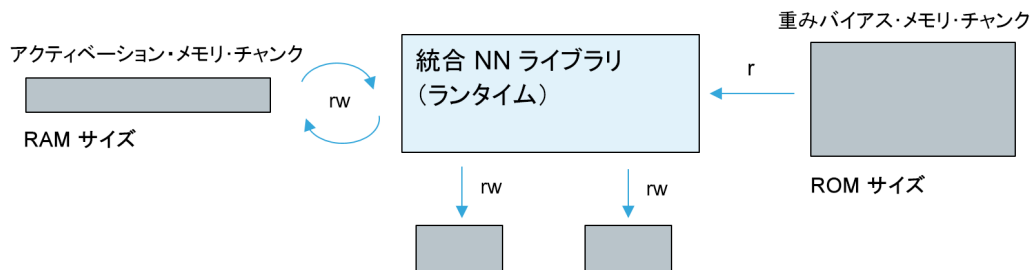 アクティベーション・メモリ・チャンク
RAM サイズ
rw
統合 NN ライブラリ
（ランタイム）
r
重みバイアス・メモリ・チャンク
ROM サイズ
rw
rw